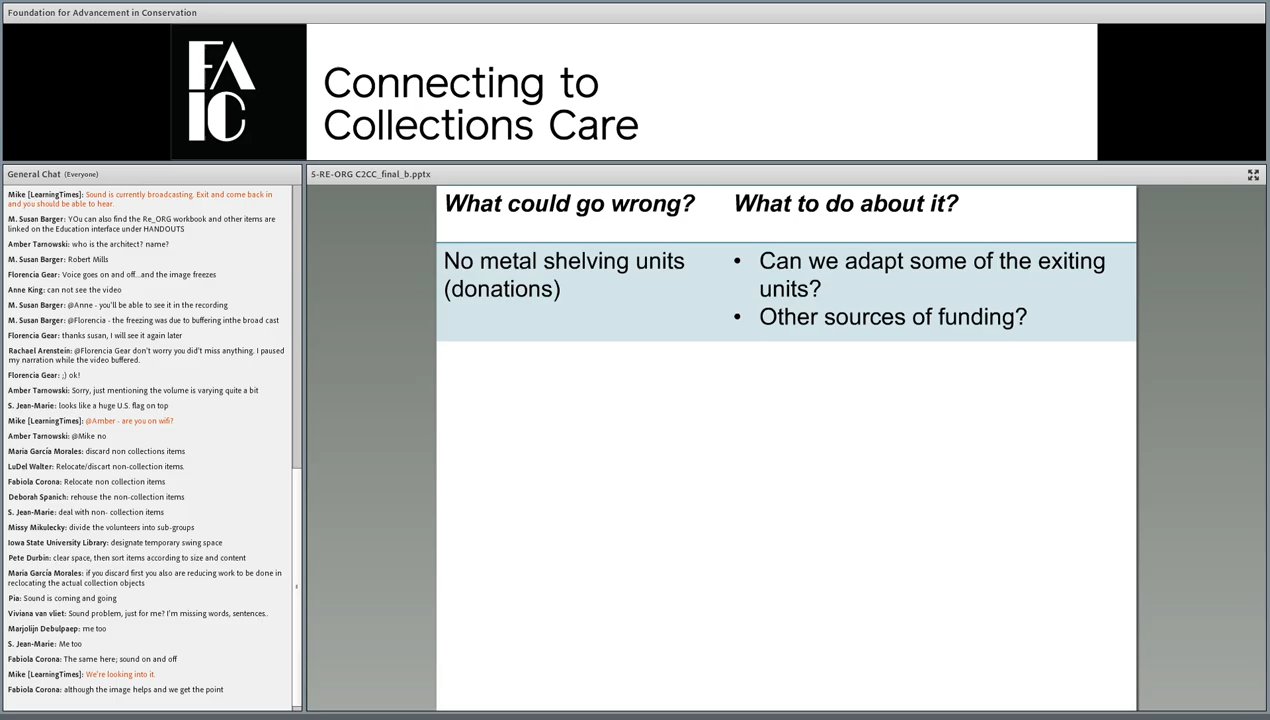 Foundation for Advancement in Conservation
FA
IC
Connecting to
Collections Care
General Chat (Everyone)
Mike [LearningTimes]: Sound is currently broadcasting. Exit and come back in
and you should be able to hear.
M. Susan Barger: YOu can also find the Re_ORG workbook and other items are
linked on the Education interface under HANDOUTS
Amber Tarnowski: who is the architect? name?
M. Susan Barger: Robert Mills
Florencia Gear: Voice goes on and off...and the image freezes
Anne King: can not see the video
M. Susan Barger: @Anne - you'll be able to see it in the recording
M. Susan Barger: @Florencia - the freezing was due to buffering inthe broad cast
Florencia Gear: thanks susan, I will see it again later
Rachael Arenstein: @Florencia Gear don't worry you did't miss anything. I paused
my narration while the video buffered.
Florencia Gear: ;) ok!
Amber Tarnowski: Sorry, just mentioning the volume is varying quite a bit
S. Jean-Marie: looks like a huge U.S. flag on top
Mike [LearningTimes]: @Amber - are you on wifi?
Amber Tarnowski: @Mike no
Maria García Morales: discard non collections items
LuDel Walter: Relocate/discart non-collection items.
Fabiola Corona: Relocate non collection items
Deborah Spanich: rehouse the non-collection items
S. Jean-Marie: deal with non- collection items
Missy Mikulecky: divide the volunteers into sub-groups
Iowa State University Library: designate temporary swing space
Pete Durbin: clear space, then sort items according to size and content
Maria García Morales: if you discard first you also are reducing work to be done in
reclocating the actual collection objects
Pia: Sound is coming and going
Viviana van vliet: Sound problem, just for me? I'm missing words, sentences..
Marjolijn Debulpaep: me too
S. Jean-Marie: Me too
Fabiola Corona: The same here; sound on and off
Mike [LearningTimes]: We're looking into it.
Fabiola Corona: although the image helps and we get the point
5-RE-ORG C2CC_final_b.pptx
What could go wrong?
What to do about it?
No metal shelving units
(donations)
• Can we adapt some of the exiting
units?
• Other sources of funding?